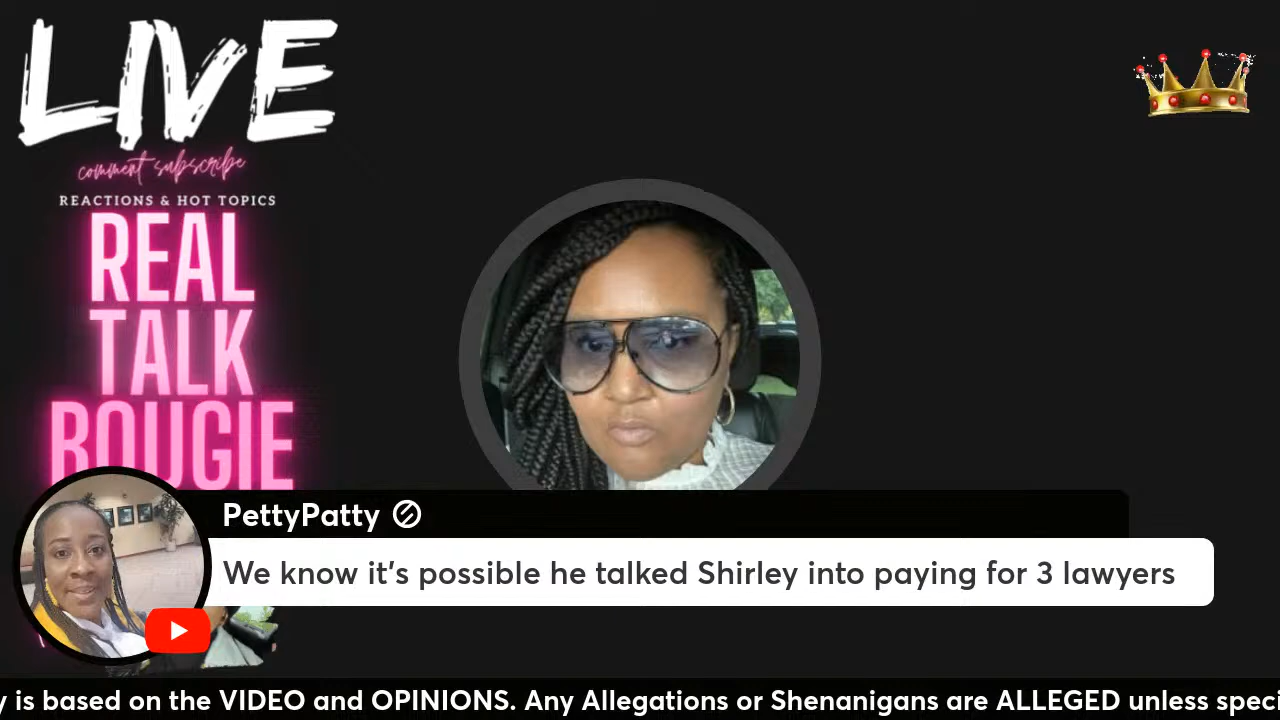 LIVE
comment subscribe
REACTIONS & HOT TOPICS
REAL
TALK
BOUGIE
PettyPatty
We know it's possible he talked Shirley into paying for 3 lawyers
is based on the VIDEO and OPINIONS. Any Allegations or Shenanigans are ALLEGED unless